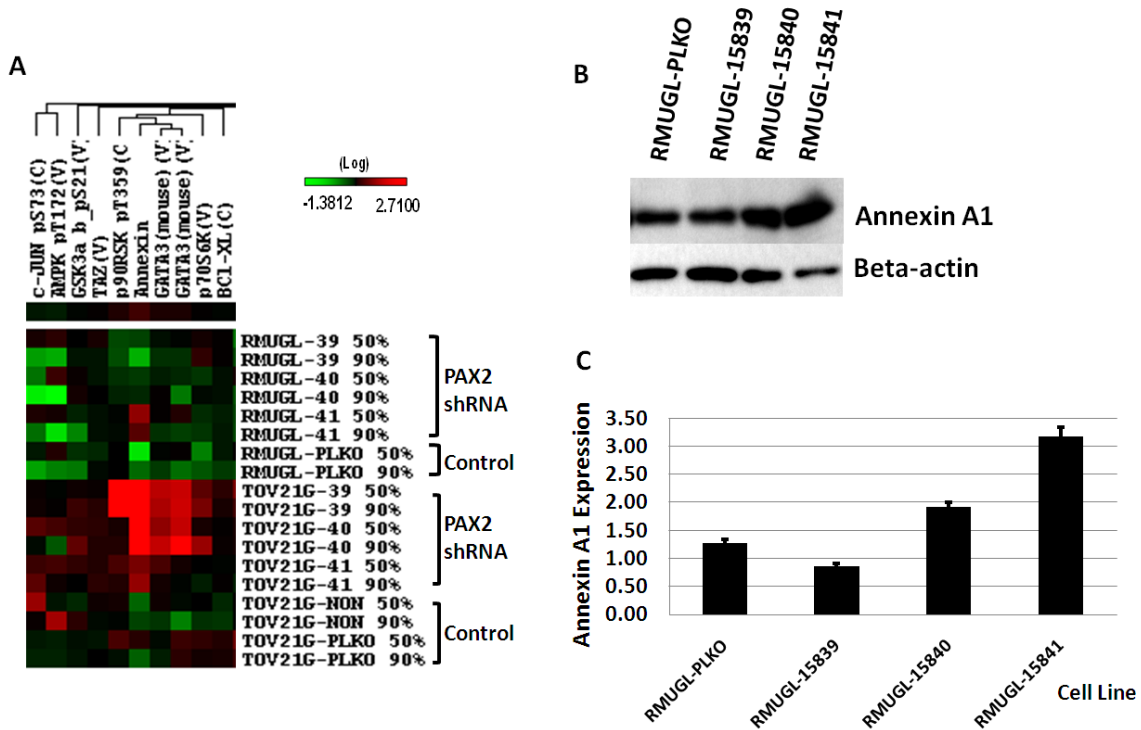 A
c-JUN pS73(C)
AMPK pT172(V)
GSK3a b_pS21(V)
TAZ(V)
p90RSK pT359(C
Annexin
GATA3(mouse)(V)
GATA3(mouse)(V)
p70S6K(V)
BCl-XL(C)
(Log)
-1.3812
2.7100
RMUGL-39 50%
RMUGL-39 90%
RMUGL-40 50%
RMUGL-40 90%
RMUGL-41 50%
RMUGL-41 90%
RMUGL-PLKO 50%
RMUGL-PLKO 90%
TOV21G-39 50%
TOV21G-39 90%
TOV21G-40 50%
TOV21G-40 90%
TOV21G-41 50%
TOV21G-41 90%
TOV21G-NON 50%
TOV21G-NON 90%
TOV21G-PLKO 50%
TOV21G-PLKO 90%
PAX2
shRNA
Control
PAX2
shRNA
Control
B
RMUGL-PLKO
RMUGL-15839
RMUGL-15840
RMUGL-15841
Annexin A1
Beta-actin
C
Annexin A1 Expression
3.50
3.00
2.50
2.00
1.50
1.00
0.50
0.00
RMUGL-PLKO
RMUGL-15839
RMUGL-15840
RMUGL-15841
Cell Line